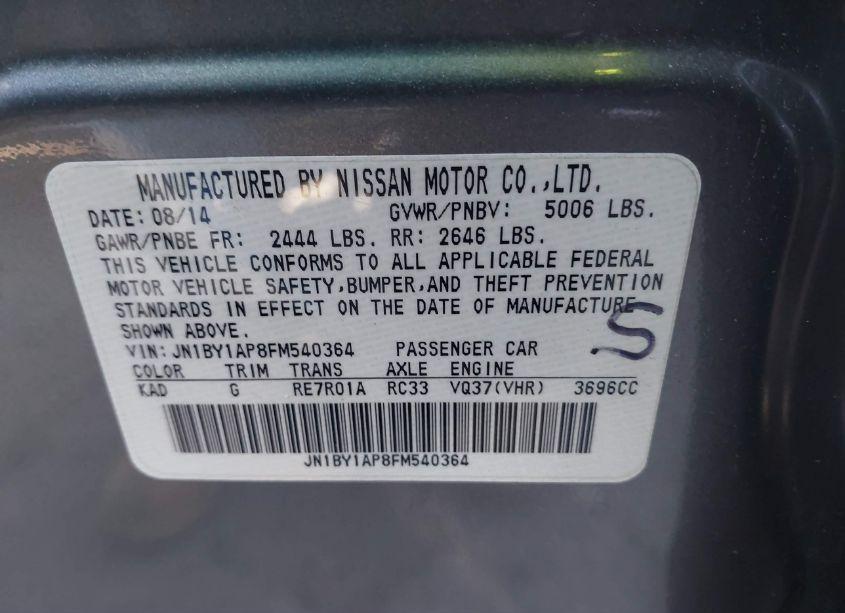 MANUFACTURED BY NISSAN MOTOR CO.,LTD.
DATE: 08/14 GVWR/PNBV: 5006 LBS.
GAWR/PNBE FR: 2444 LBS. RR: 2646 LBS.
THIS VEHICLE CONFORMS TO ALL APPLICABLE FEDERAL
MOTOR VEHICLE SAFETY,BUMPER,AND THEFT PREVENTION
STANDARDS IN EFFECT ON THE DATE OF MANUFACTURE
SHOWN ABOVE.
S
VIN: JN1BY1AP8FM540364 PASSENGER CAR
COLOR TRIM TRANS AXLE ENGINE
KAD G RE7R01A RC33 VQ37(VHR) 3696CC
JN1BY1AP8FM540364